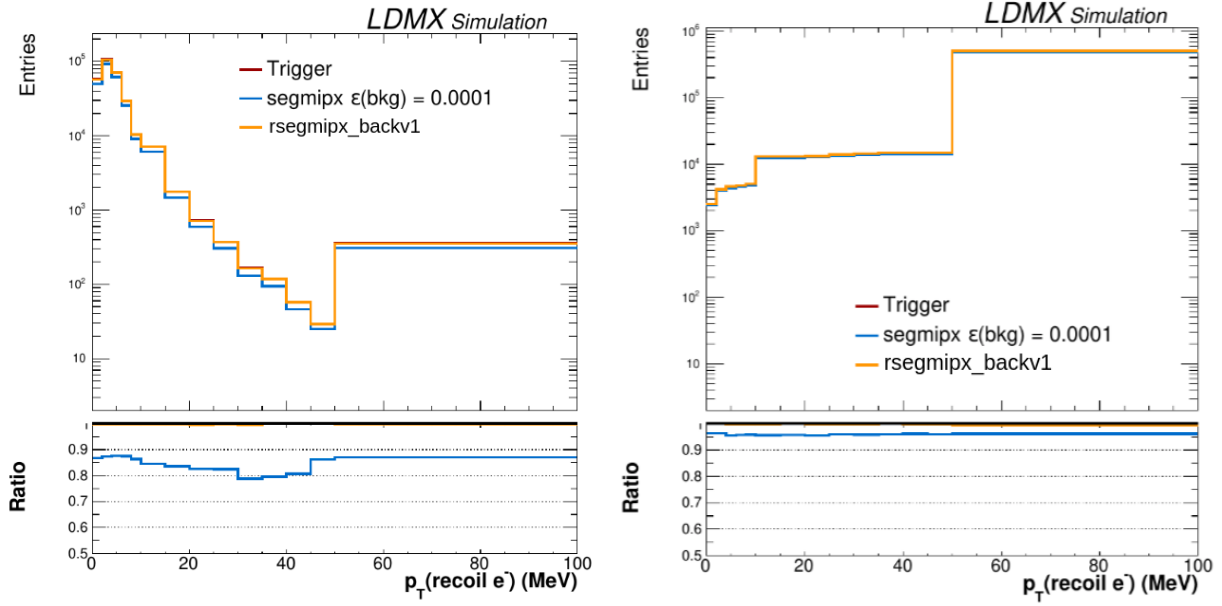 LDMX Simulation
Entries
10^5
10^4
10^3
10^2
10
Trigger
segmipx ε(bkg) = 0.0001
rsegmipx_backv1
Ratio
1
0.9
0.8
0.7
0.6
0.5
0 20 40 60 80 100
p_T(recoil e^-) (MeV)
LDMX Simulation
Entries
10^6
10^5
10^4
10^3
10^2
10
Trigger
segmipx ε(bkg) = 0.0001
rsegmipx_backv1
Ratio
1
0.9
0.8
0.7
0.6
0.5
0 20 40 60 80 100
p_T(recoil e^-) (MeV)